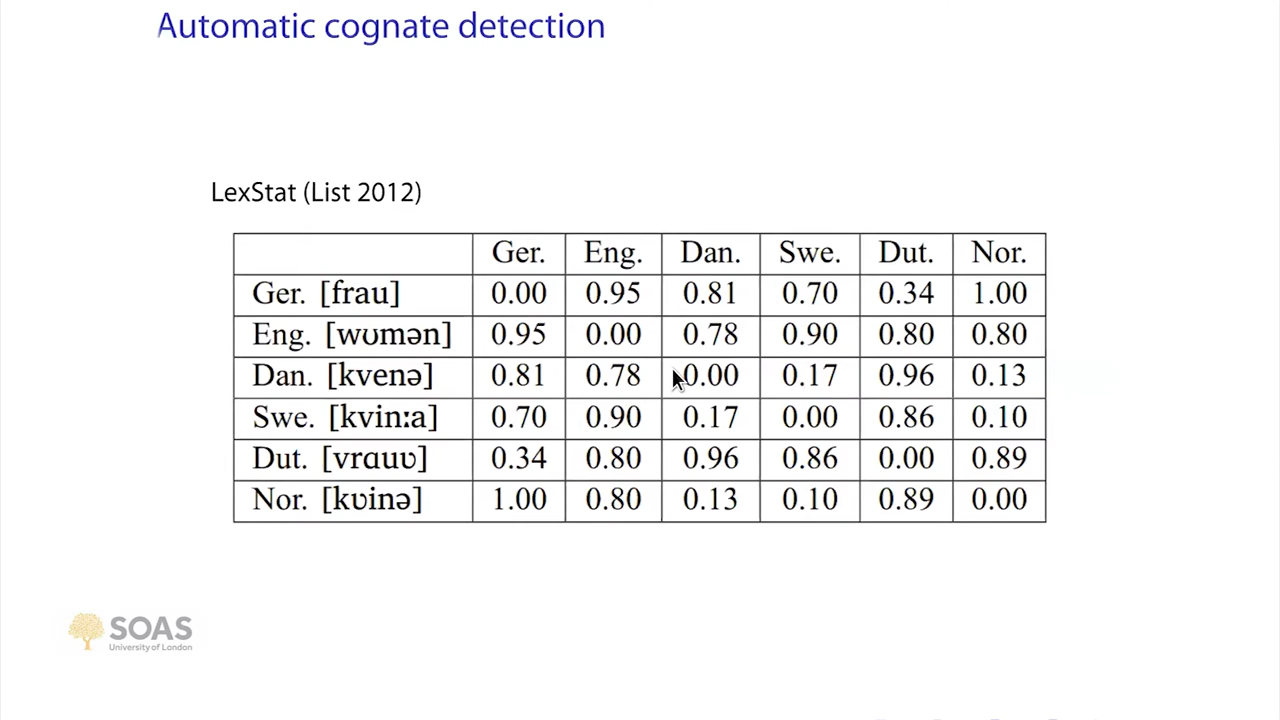 Automatic cognate detection
LexStat (List 2012)
Ger. Eng. Dan. Swe. Dut. Nor.
Ger. [frau] 0.00 0.95 0.81 0.70 0.34 1.00
Eng. [wʊmən] 0.95 0.00 0.78 0.90 0.80 0.80
Dan. [kvenə] 0.81 0.78 0.00 0.17 0.96 0.13
Swe. [kvinːa] 0.70 0.90 0.17 0.00 0.86 0.10
Dut. [vrɑuʋ] 0.34 0.80 0.96 0.86 0.00 0.89
Nor. [kʋinə] 1.00 0.80 0.13 0.10 0.89 0.00
SOAS
University of London